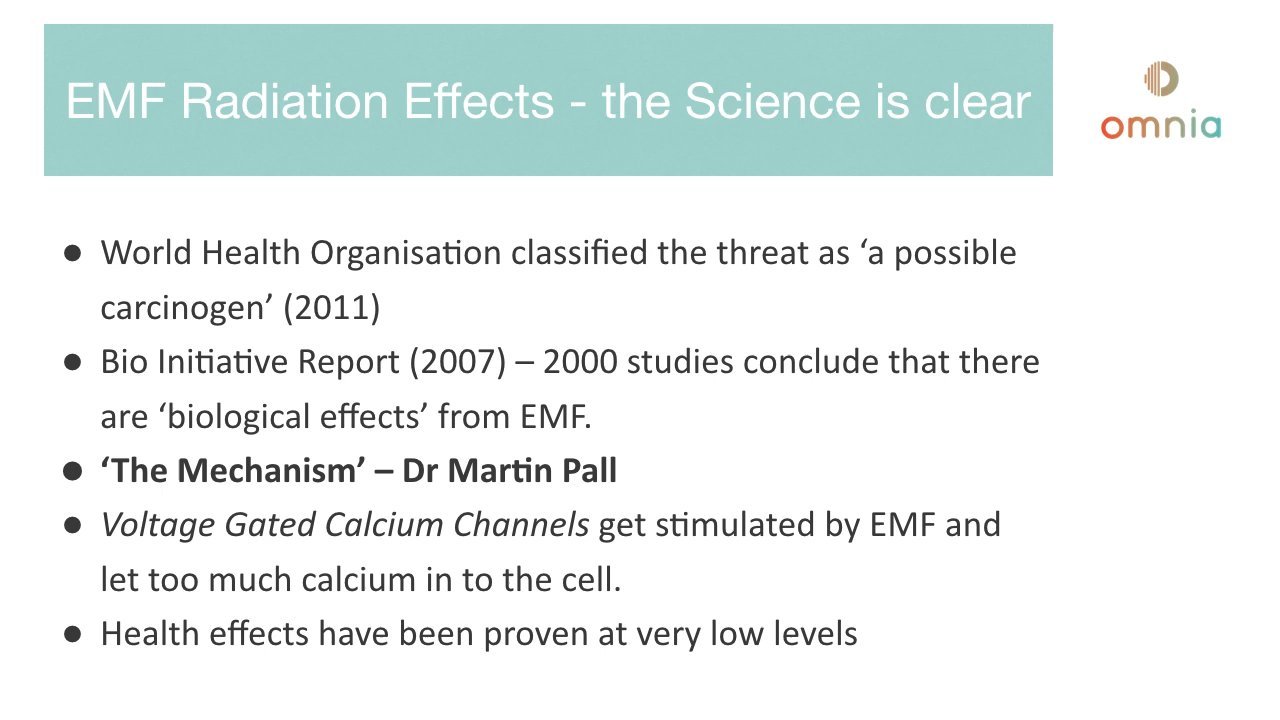 EMF Radiation Effects - the Science is clear
omnia
● World Health Organisation classified the threat as ‘a possible
carcinogen’ (2011)
● Bio Initiative Report (2007) – 2000 studies conclude that there
are ‘biological effects’ from EMF.
● ‘The Mechanism’ – Dr Martin Pall
● Voltage Gated Calcium Channels get stimulated by EMF and
let too much calcium in to the cell.
● Health effects have been proven at very low levels